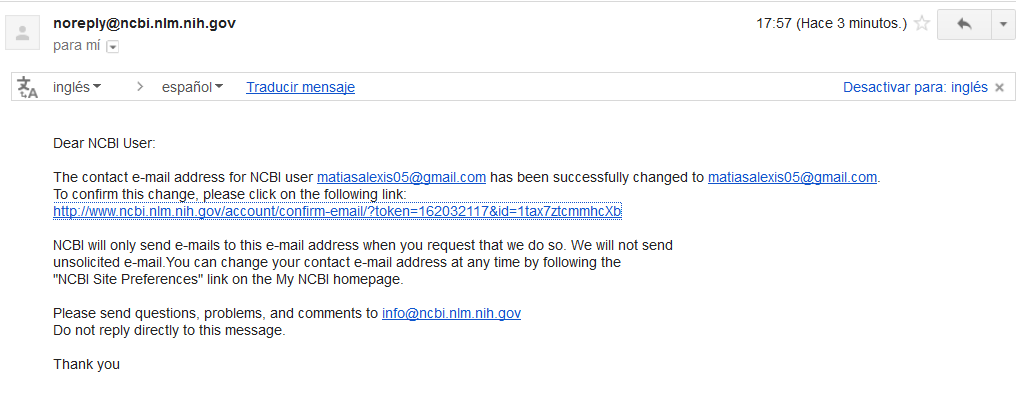 noreply@ncbi.nlm.nih.gov
17:57 (Hace 3 minutos.)
para mí
inglés español Traducir mensaje Desactivar para: inglés
Dear NCBI User:
The contact e-mail address for NCBI user matiasalexis05@gmail.com has been successfully changed to matiasalexis05@gmail.com.
To confirm this change, please click on the following link:
http://www.ncbi.nlm.nih.gov/account/confirm-email/?token=162032117&id=1tax7ztcmmhcXb
NCBI will only send e-mails to this e-mail address when you request that we do so. We will not send
unsolicited e-mail.You can change your contact e-mail address at any time by following the
"NCBI Site Preferences" link on the My NCBI homepage.
Please send questions, problems, and comments to info@ncbi.nlm.nih.gov
Do not reply directly to this message.
Thank you